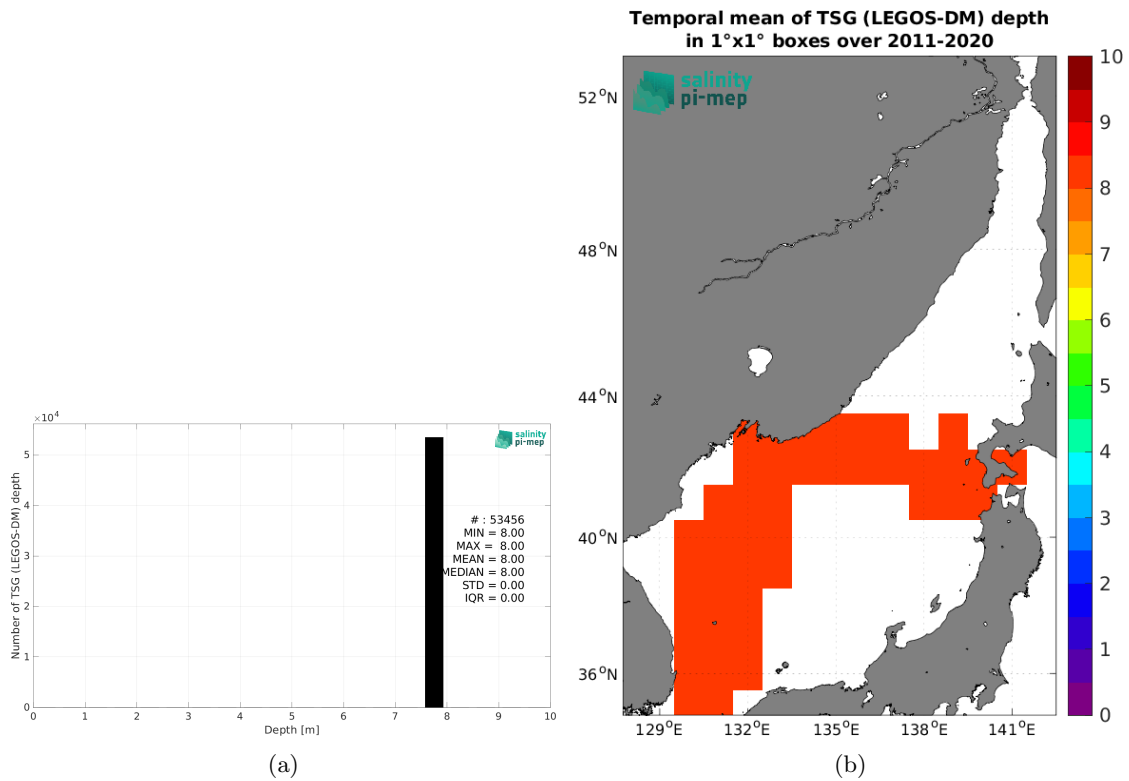 ×10⁴
5
4
3
2
1
0
Number of TSG (LEGOS-DM) depth
salinity
pi-mep
# : 53456
MIN = 8.00
MAX = 8.00
MEAN = 8.00
MEDIAN = 8.00
STD = 0.00
IQR = 0.00
0 1 2 3 4 5 6 7 8 9 10
Depth [m]
(a)
Temporal mean of TSG (LEGOS-DM) depth
in 1°x1° boxes over 2011-2020
salinity
pi-mep
52°N
48°N
44°N
40°N
36°N
129°E 132°E 135°E 138°E 141°E
10
9
8
7
6
5
4
3
2
1
0
(b)